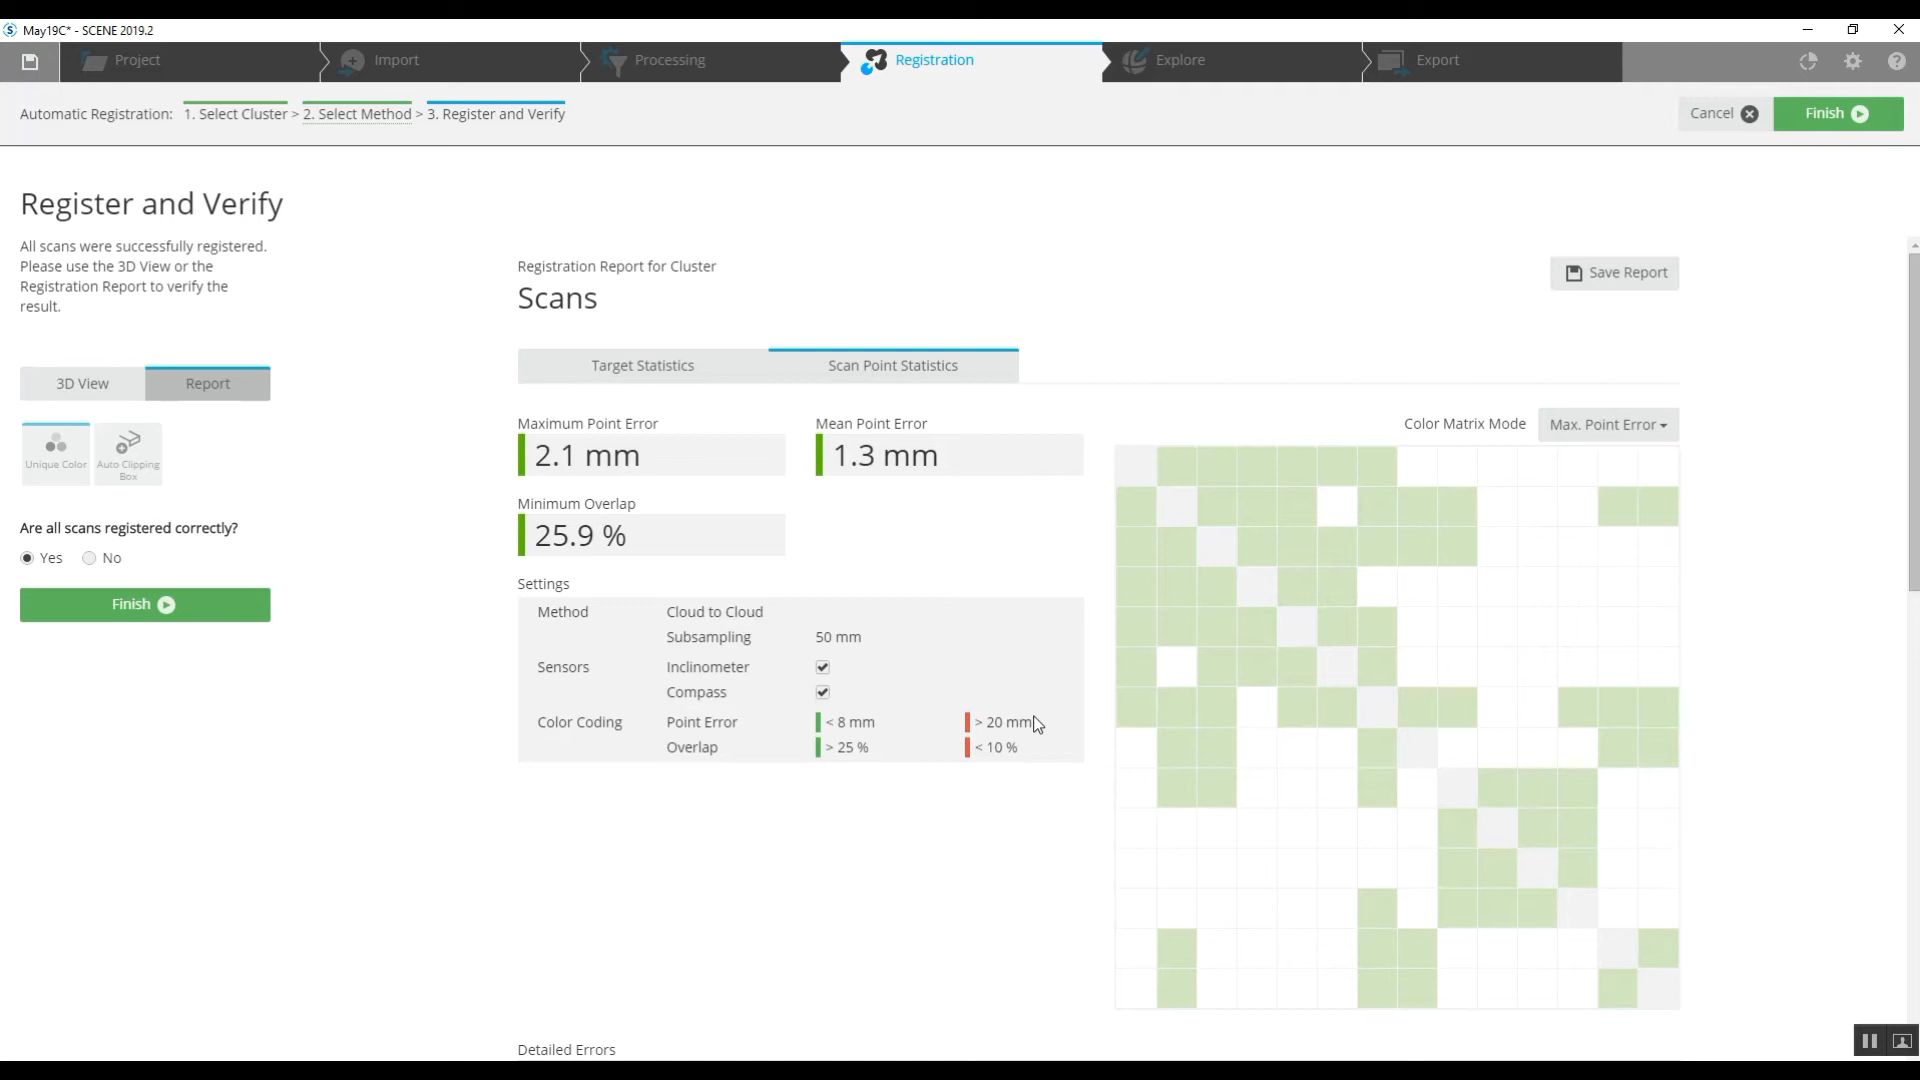 May19C* - SCENE 2019.2
Project
Import
Processing
Registration
Explore
Export
Automatic Registration: 1. Select Cluster > 2. Select Method > 3. Register and Verify
Cancel
Finish
Register and Verify
All scans were successfully registered.
Please use the 3D View or the
Registration Report to verify the
result.
3D View
Report
Unique Color
Auto Clipping
Box
Are all scans registered correctly?
Yes
No
Finish
Registration Report for Cluster
Scans
Save Report
Target Statistics
Scan Point Statistics
Maximum Point Error
2.1 mm
Mean Point Error
1.3 mm
Minimum Overlap
25.9 %
Color Matrix Mode
Max. Point Error
Settings
Method Cloud to Cloud
Subsampling 50 mm
Sensors Inclinometer
Compass
Color Coding Point Error < 8 mm > 20 mm
Overlap > 25 % < 10 %
Detailed Errors